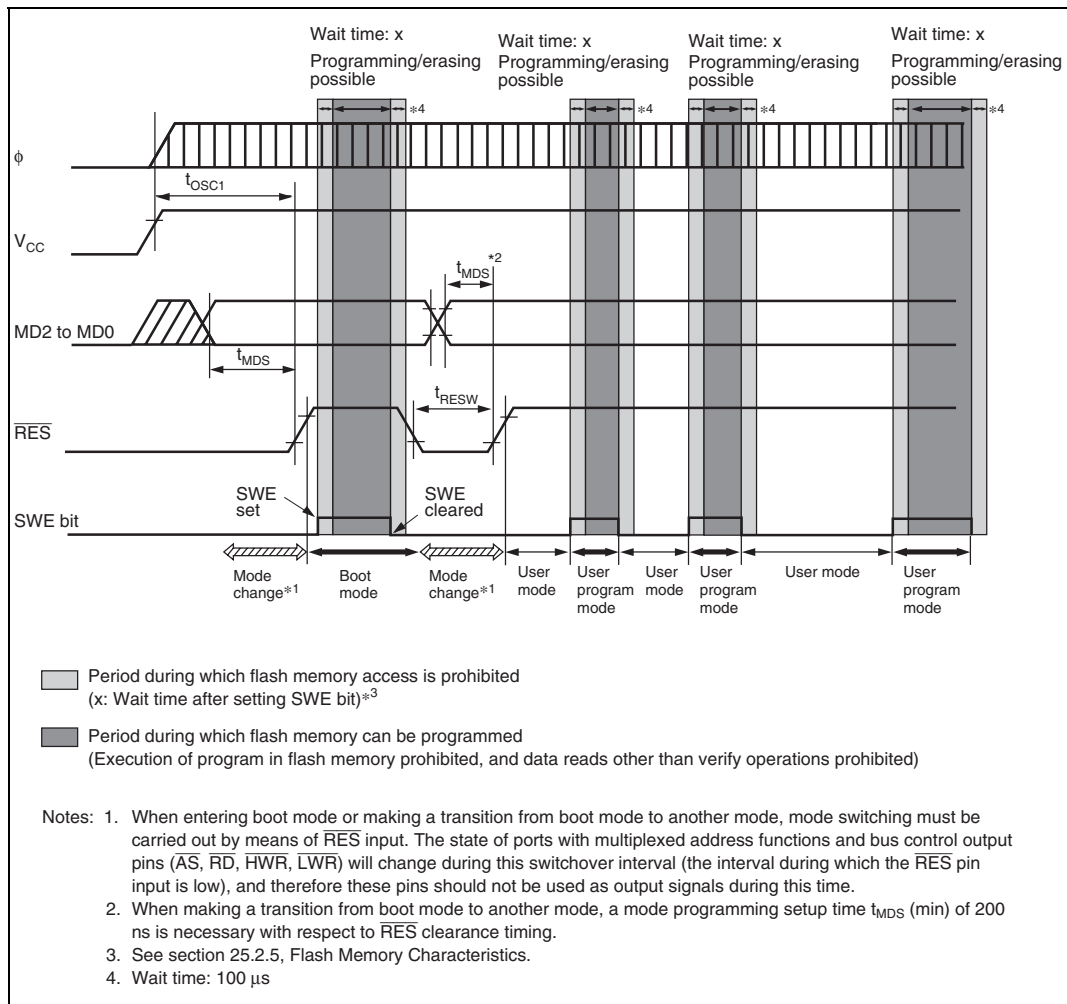 Wait time: x
Programming/erasing
possible
Wait time: x
Programming/erasing
possible
Wait time: x
Programming/erasing
possible
Wait time: x
Programming/erasing
possible
*4
*4
*4
*4
ϕ
tOSC1
VCC
tMDS*2
MD2 to MD0
tMDS
tRESW
RES
SWE
set
SWE
cleared
SWE bit
Mode
change*1
Boot
mode
Mode
change*1
User
mode
User
program
mode
User
mode
User
program
mode
User mode
User
program
mode
Period during which flash memory access is prohibited
(x: Wait time after setting SWE bit)*3
Period during which flash memory can be programmed
(Execution of program in flash memory prohibited, and data reads other than verify operations prohibited)
Notes: 1. When entering boot mode or making a transition from boot mode to another mode, mode switching must be
carried out by means of RES input. The state of ports with multiplexed address functions and bus control output
pins (AS, RD, HWR, LWR) will change during this switchover interval (the interval during which the RES pin
input is low), and therefore these pins should not be used as output signals during this time.
2. When making a transition from boot mode to another mode, a mode programming setup time tMDS (min) of 200
ns is necessary with respect to RES clearance timing.
3. See section 25.2.5, Flash Memory Characteristics.
4. Wait time: 100 μs